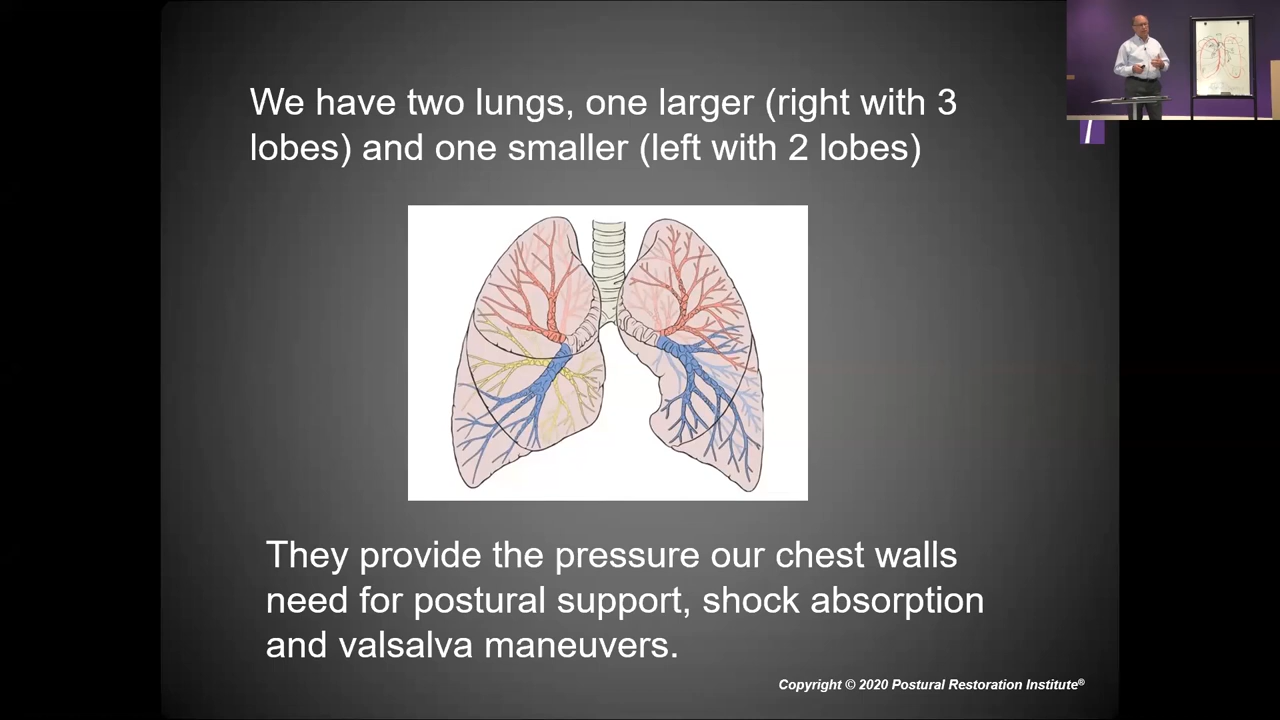 We have two lungs, one larger (right with 3
lobes) and one smaller (left with 2 lobes)
They provide the pressure our chest walls
need for postural support, shock absorption
and valsalva maneuvers.
Copyright © 2020 Postural Restoration Institute®